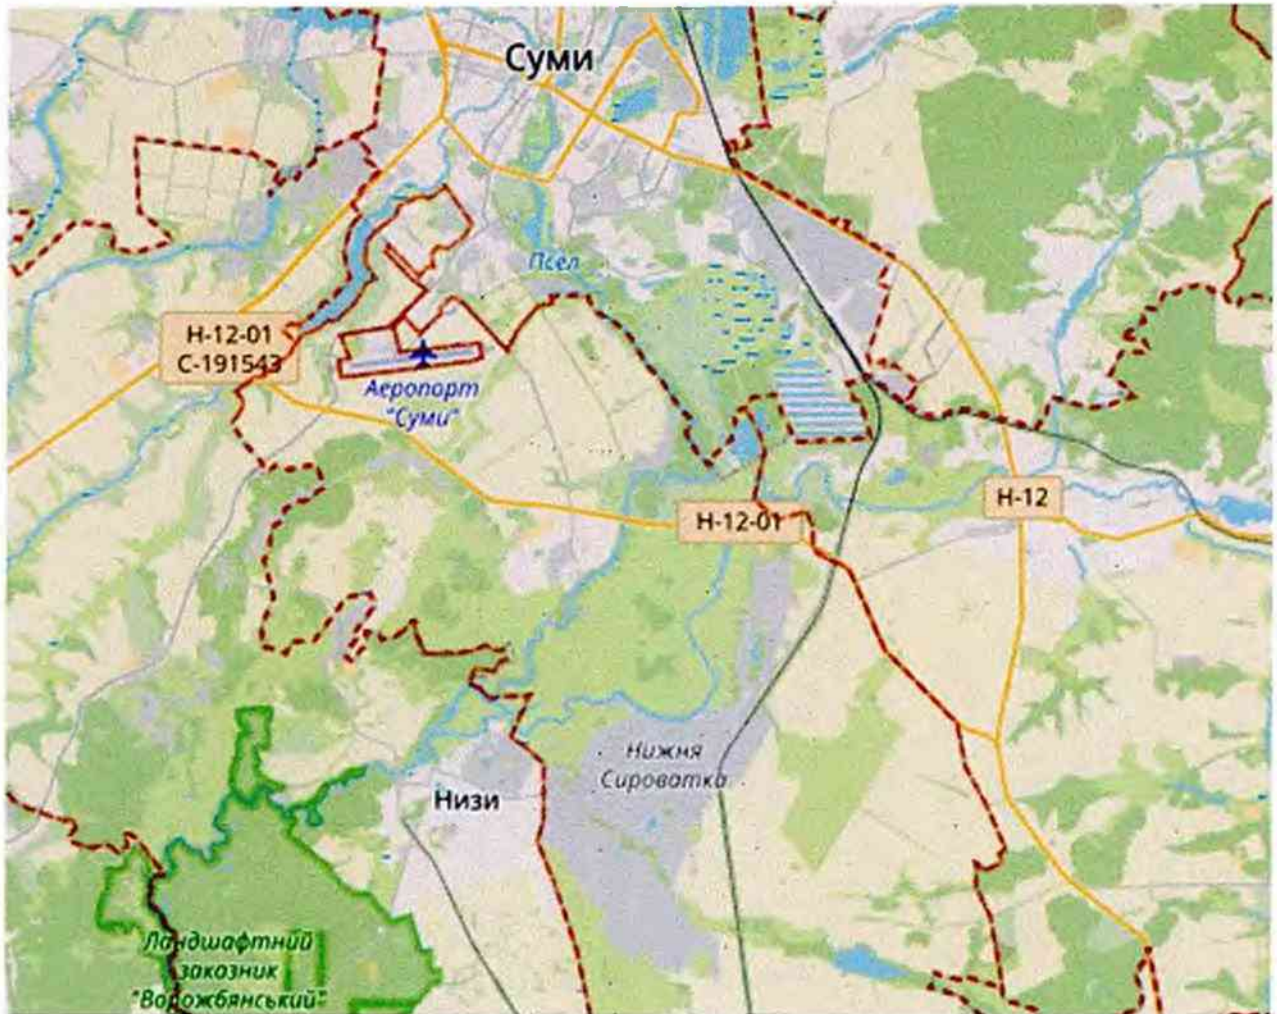 Суми
Псел
Н-12-01
С-191543
Аеропорт
"Суми"
Н-12
Н-12-01
Нижня
Сироватка
Низи
Ландшафтний
заказник
"Ворожбянський"